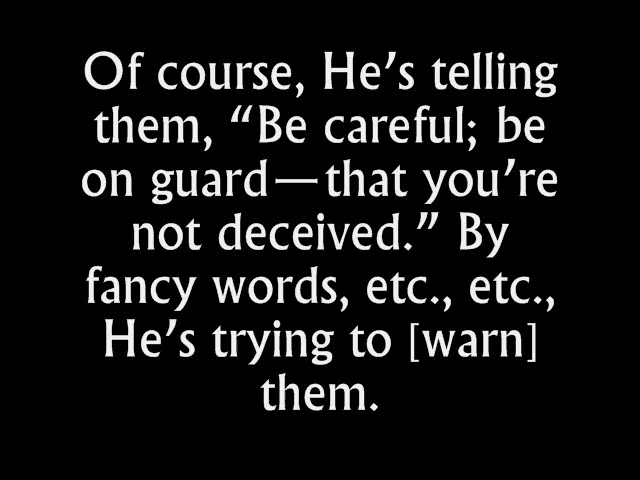 Of course, He’s telling
them, “Be careful; be
on guard—that you’re
not deceived.” By
fancy words, etc., etc.,
He’s trying to [warn]
them.